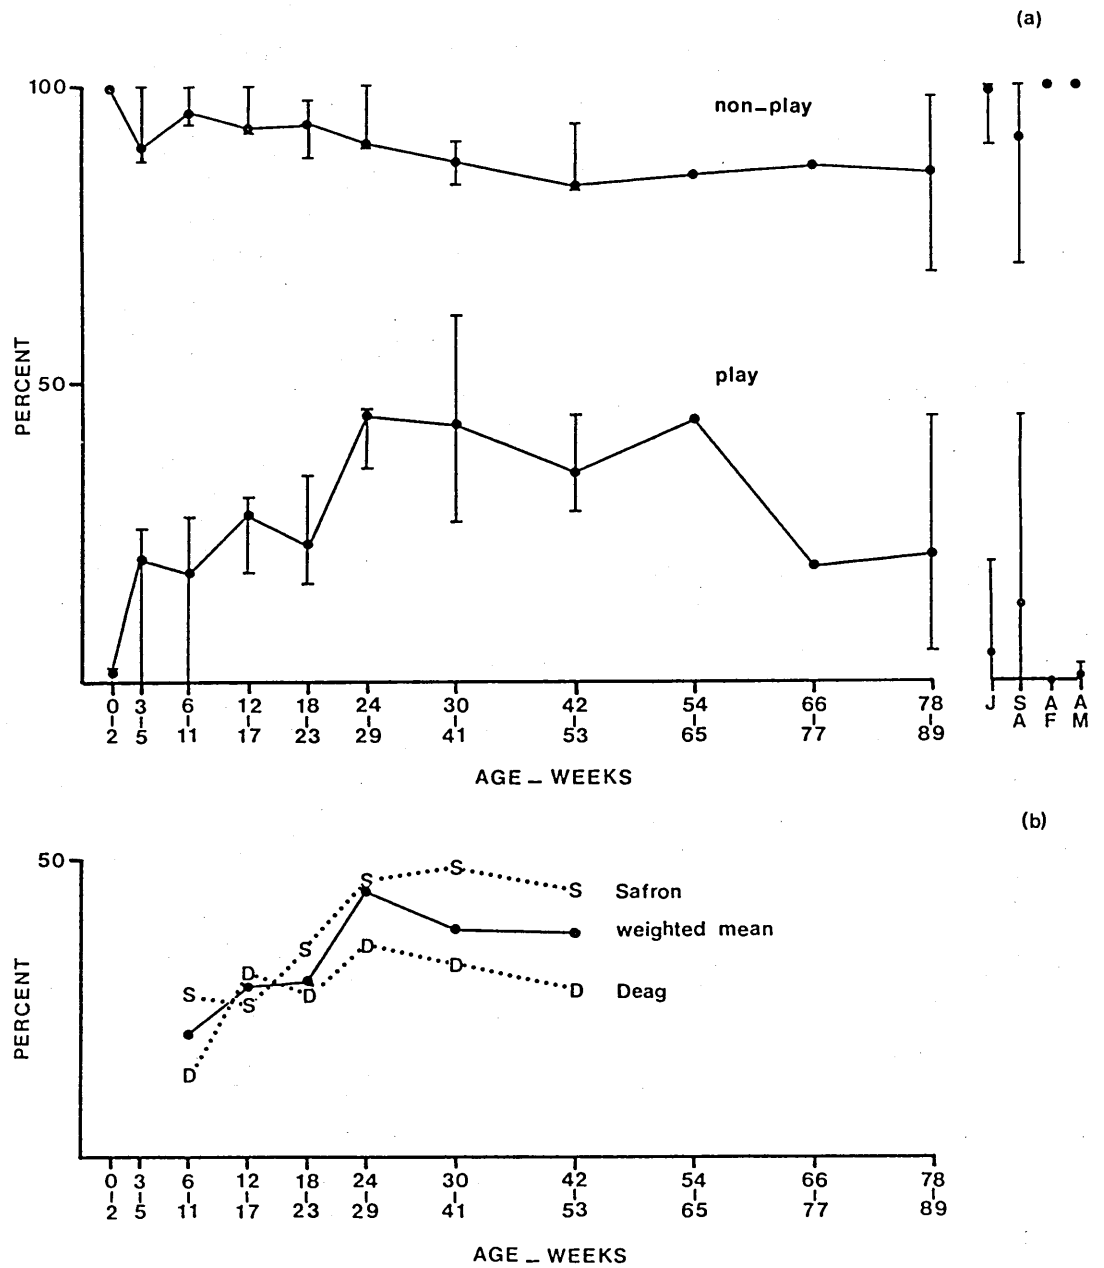 (a)
100
non-play
PERCENT
50
play
0 3 6 12 18 24 30 42 54 66 78 J S A A
2 5 11 17 23 29 41 53 65 77 89 A F M
AGE - WEEKS
(b)
50
S S S Safron
weighted mean
S D D D
S S D D Deag
D
PERCENT
0 3 6 12 18 24 30 42 54 66 78
2 5 11 17 23 29 41 53 65 77 89
AGE - WEEKS